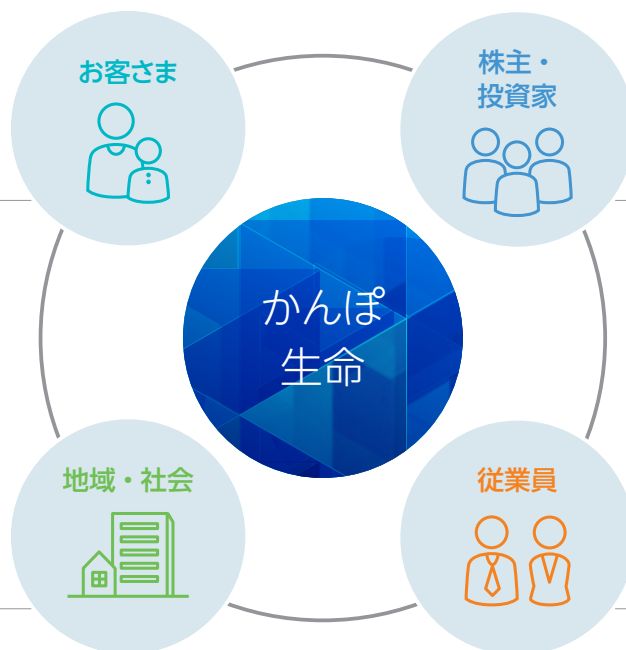 お客さま
株主・
投資家
かんぽ
生命
地域・社会
従業員